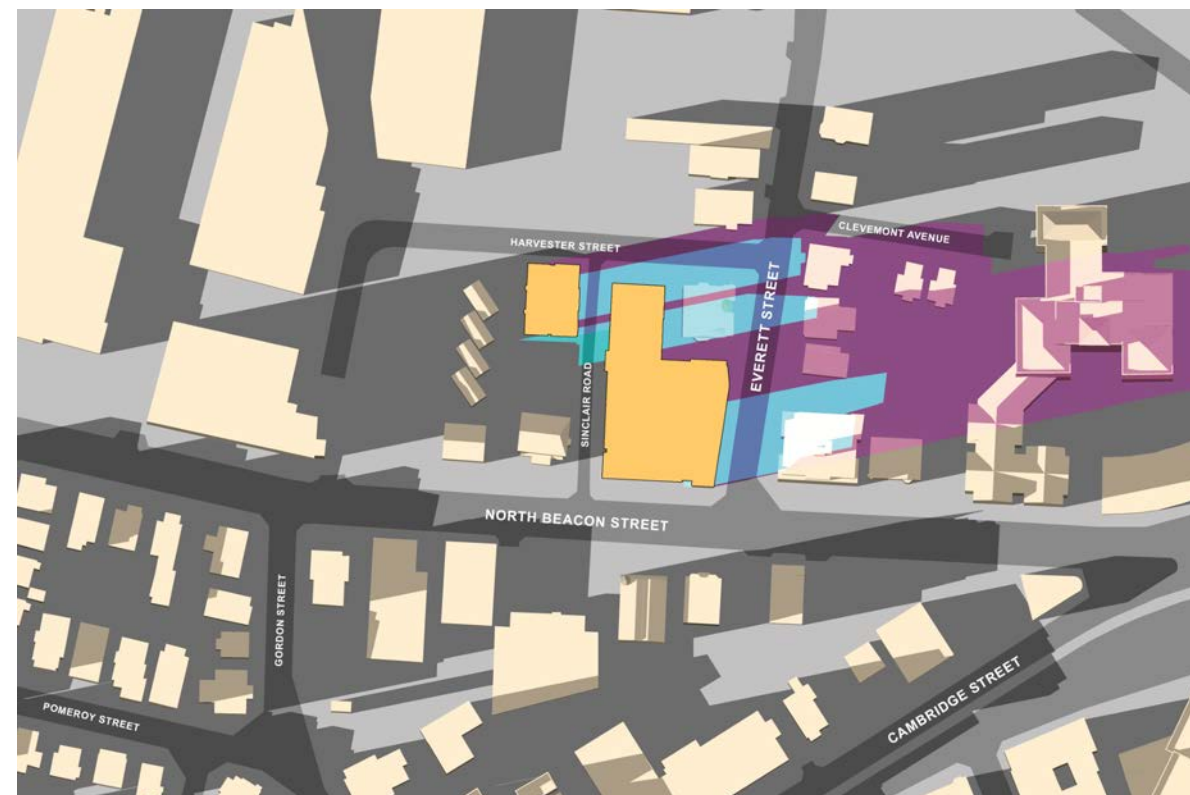 HARVESTER STREET
CLEVEMONT AVENUE
EVERETT STREET
SINCLAIR ROAD
NORTH BEACON STREET
GORDON STREET
CAMBRIDGE STREET
POMEROY STREET